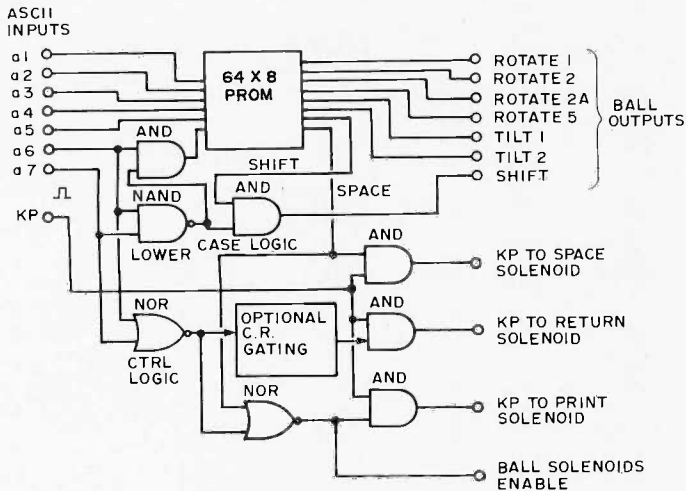 ASCII
INPUTS
a1
a2
a3
a4
a5
a6
a7
KP
64 X 8
PROM
AND
SHIFT
NAND
AND
SPACE
LOWER
CASE LOGIC
NOR
CTRL
LOGIC
OPTIONAL
C.R.
GATING
NOR
AND
AND
AND
ROTATE 1
ROTATE 2
ROTATE 2A
ROTATE 5
TILT 1
TILT 2
SHIFT
BALL
OUTPUTS
KP TO SPACE
SOLENOID
KP TO RETURN
SOLENOID
KP TO PRINT
SOLENOID
BALL SOLENOIDS
ENABLE